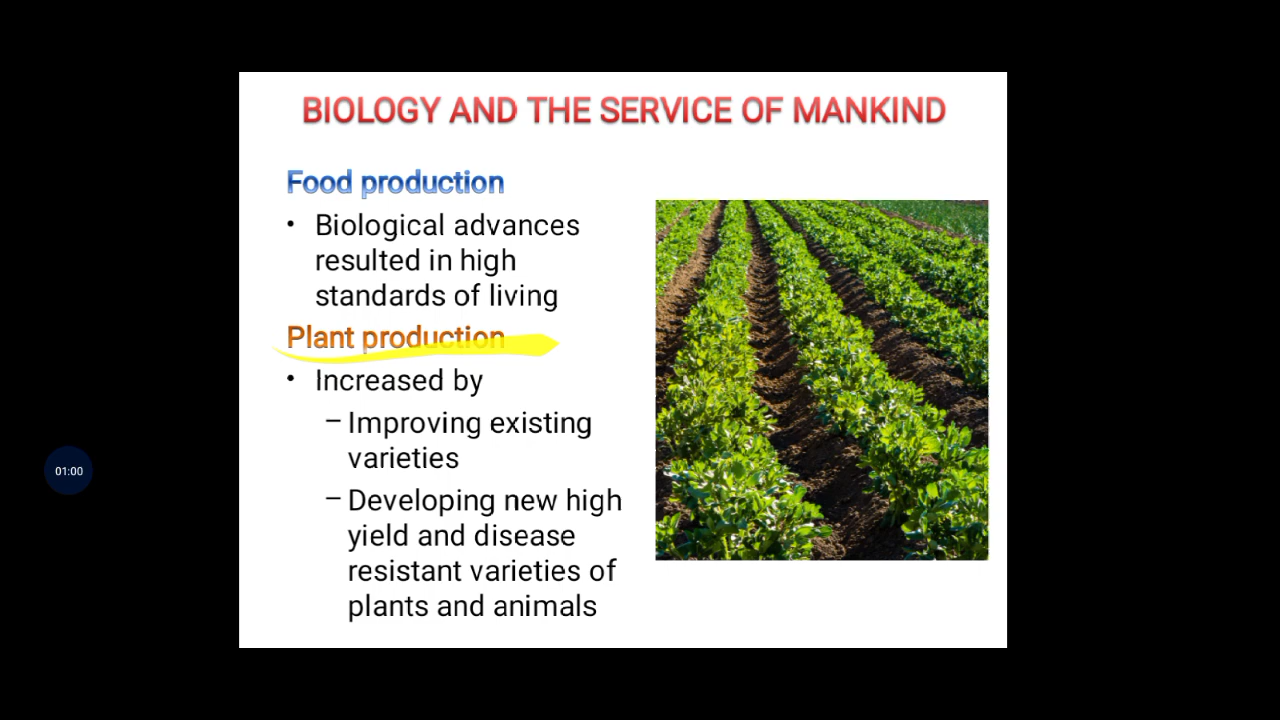 BIOLOGY AND THE SERVICE OF MANKIND
Food production
• Biological advances
resulted in high
standards of living
Plant production
• Increased by
– Improving existing
varieties
– Developing new high
yield and disease
resistant varieties of
plants and animals
01:00